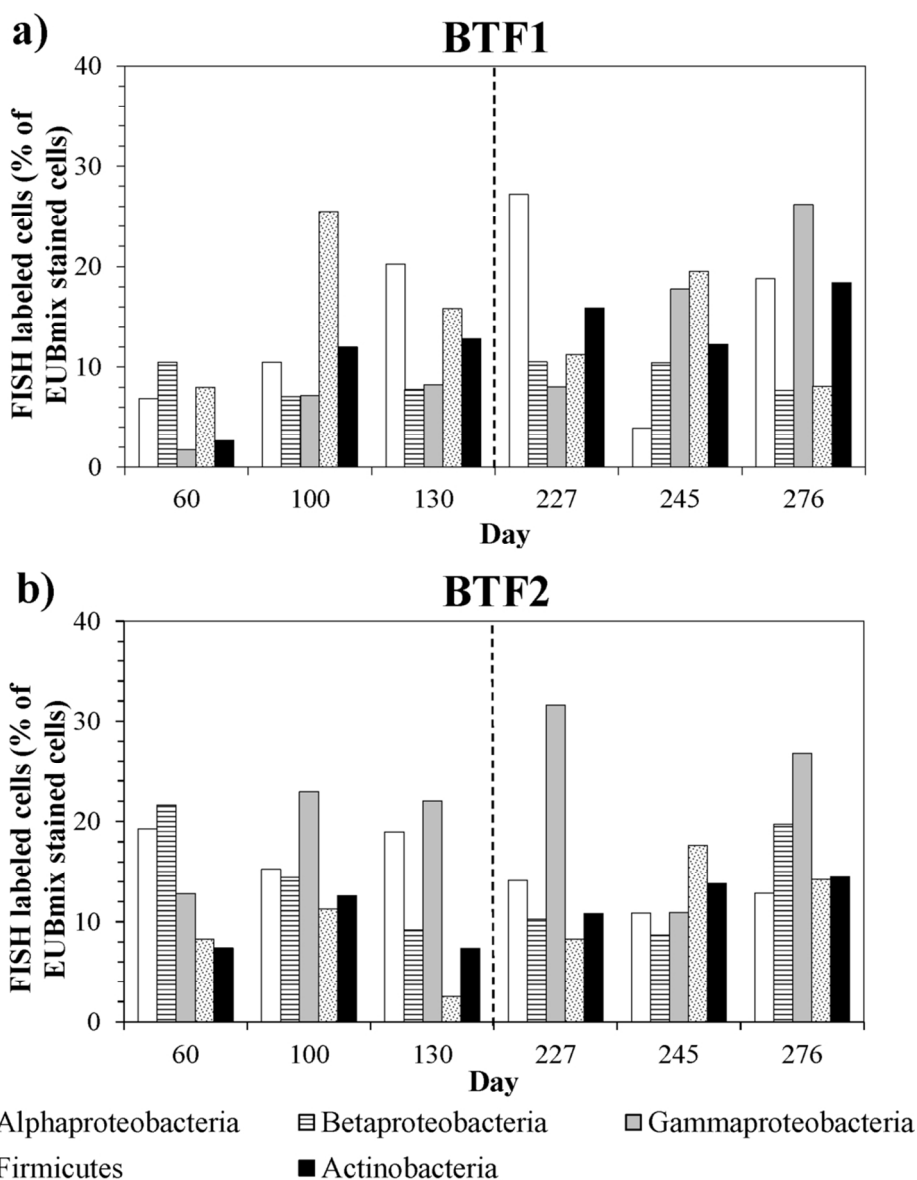 a)
BTF1
FISH labeled cells (% of
EUBmix stained cells)
40
30
20
10
0
60 100 130 227 245 276
Day
b)
BTF2
FISH labeled cells (% of
EUBmix stained cells)
40
30
20
10
0
60 100 130 227 245 276
Day
Alphaproteobacteria Betaproteobacteria Gammaproteobacteria
Firmicutes Actinobacteria